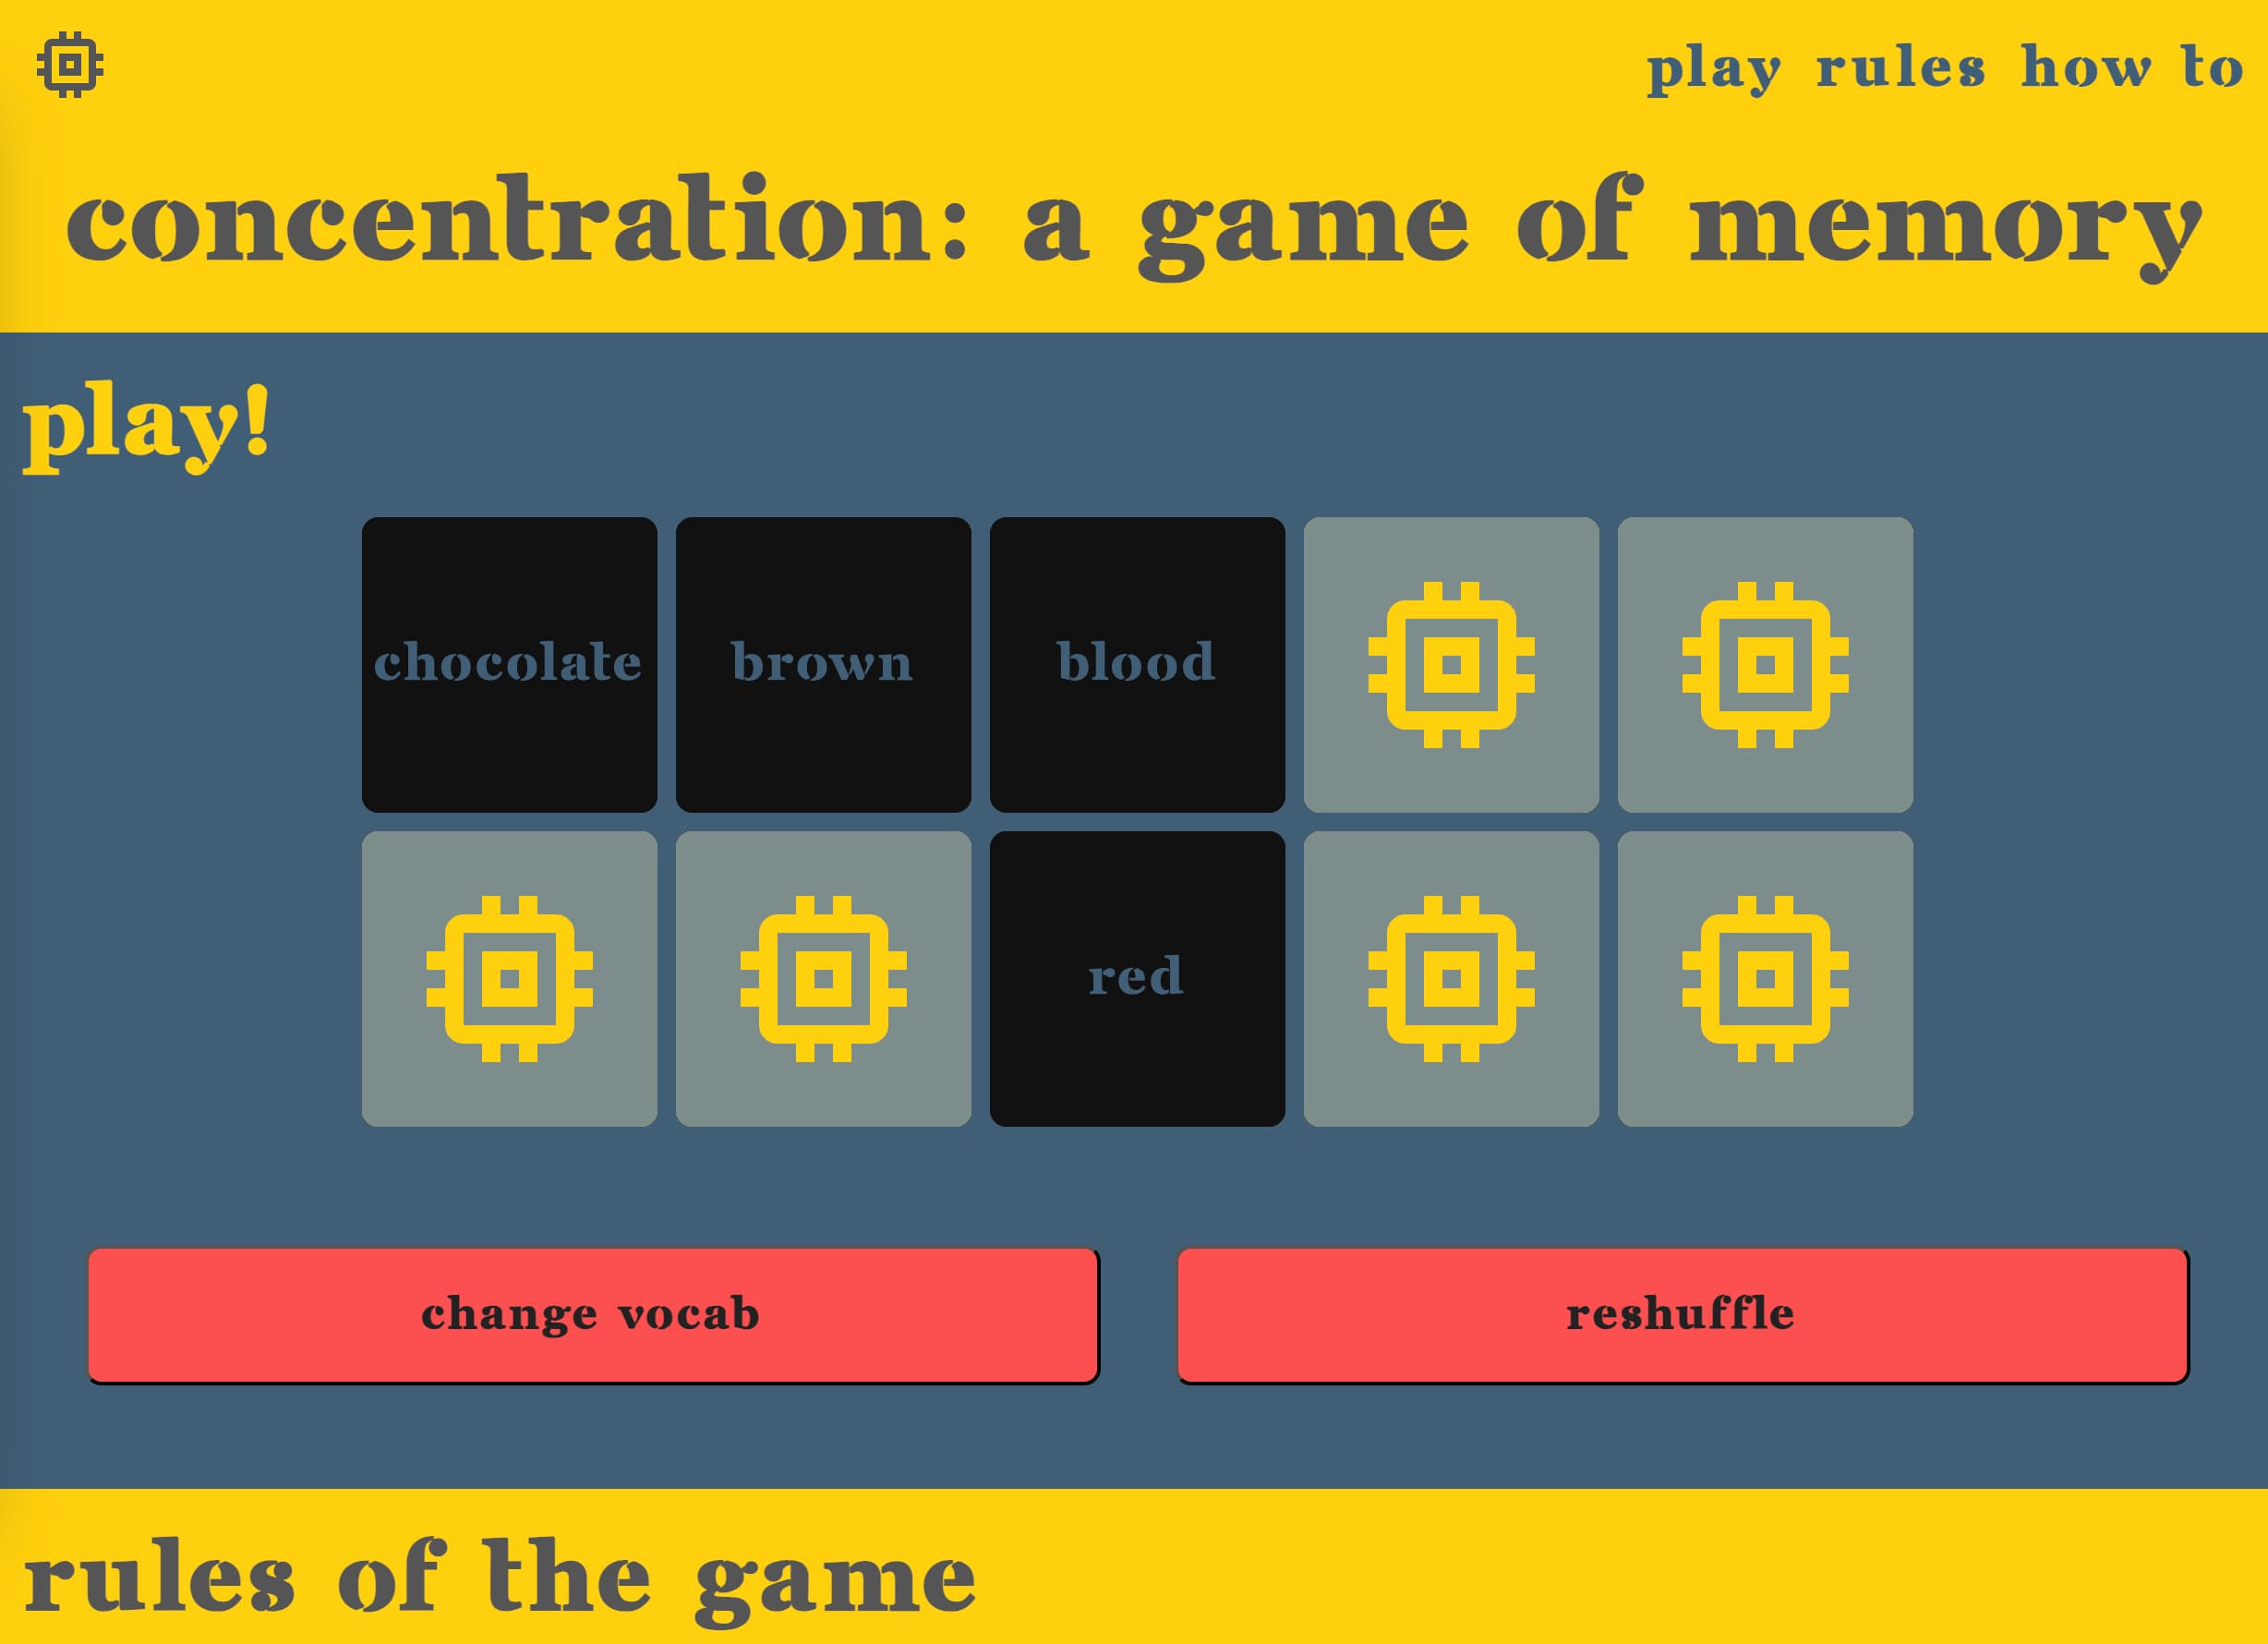 play rules how to
concentration: a game of memory
play!
chocolate brown blood
red
change vocab reshuffle
rules of the game